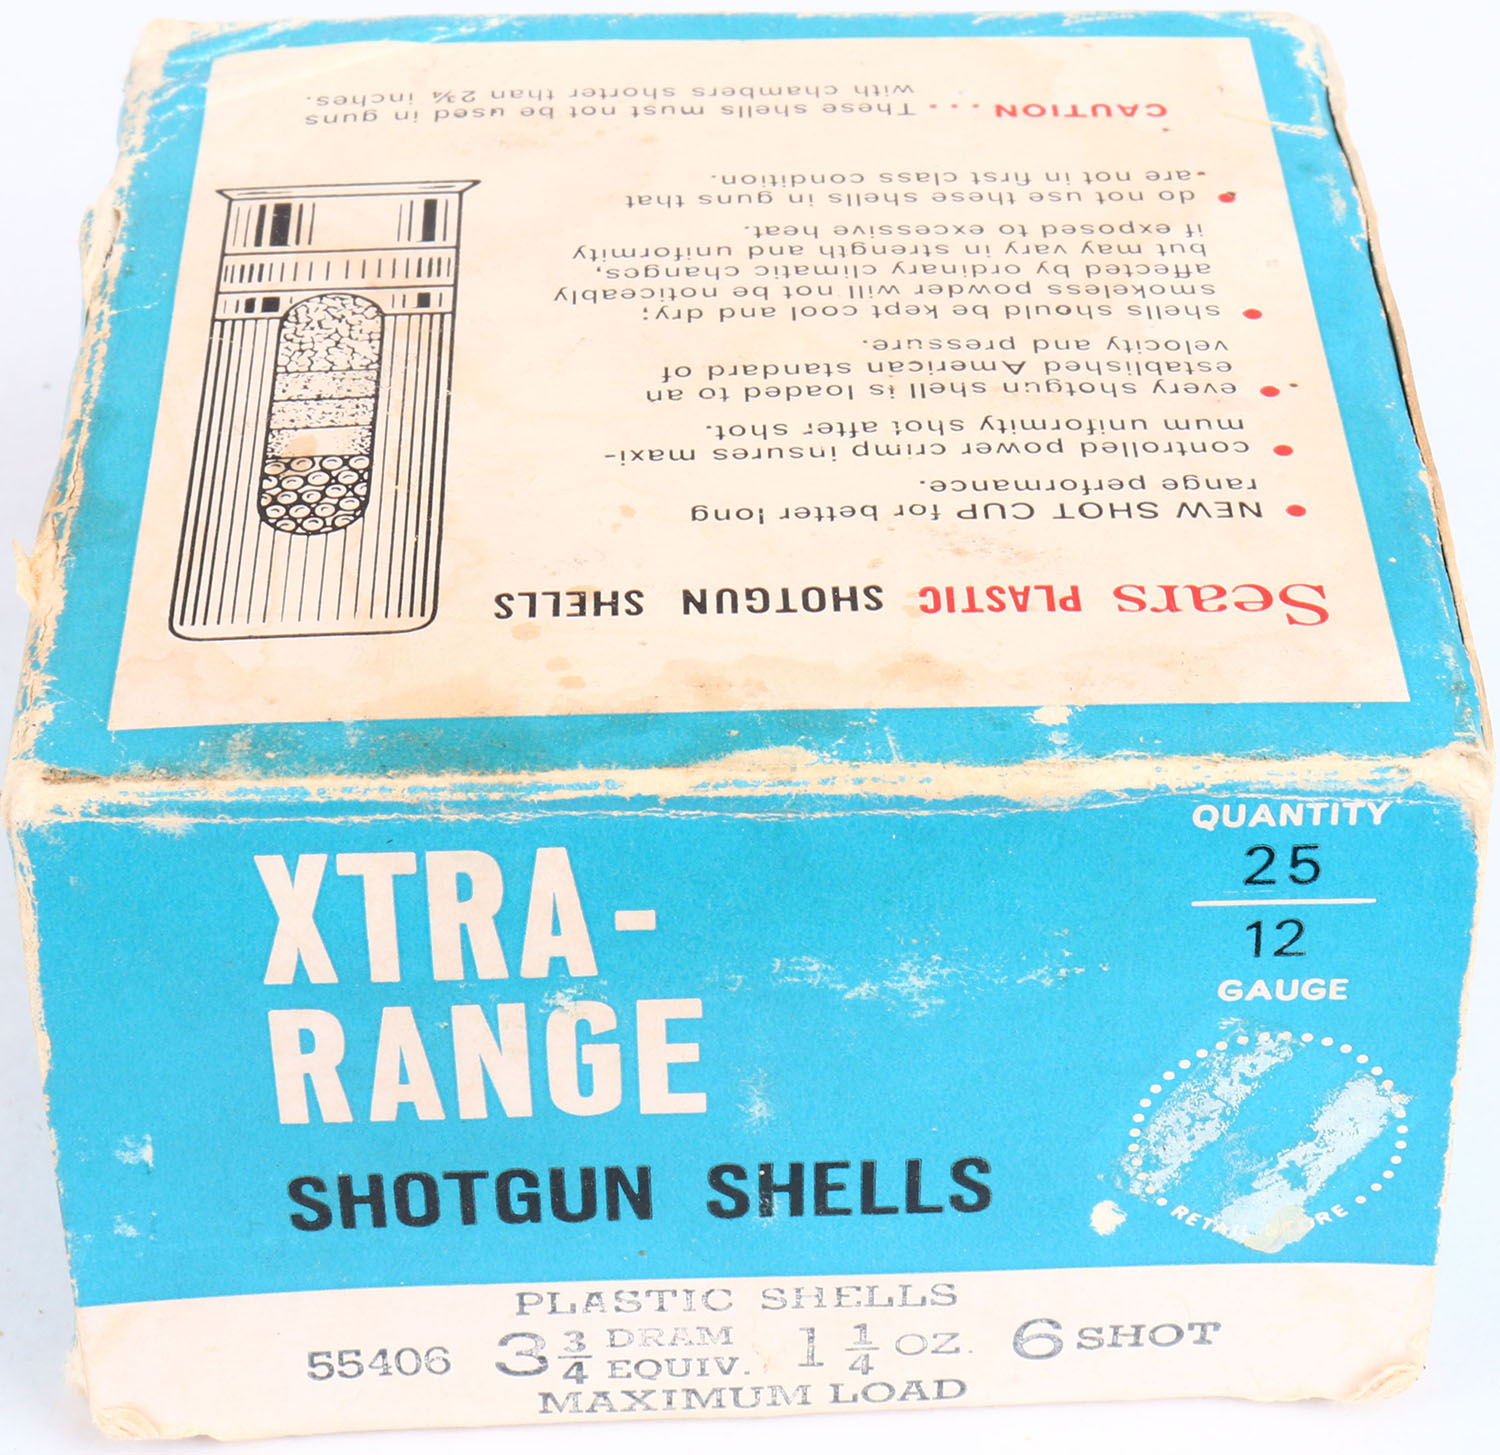 Sears PLASTIC SHOTGUN SHELLS
• NEW SHOT CUP for better long
range performance.
• controlled power crimp insures maxi-
mum uniformity shot after shot.
• every shotgun shell is loaded to an
established American standard of
velocity and pressure.
• shells should be kept cool and dry;
smokeless powder will not be noticeably
affected by ordinary climatic changes,
but may vary in strength and uniformity
if exposed to excessive heat.
• do not use these shells in guns that
are not in first class condition.
CAUTION . . . . These shells must not be used in guns
with chambers shorter than 2¾ inches.
XTRA-
RANGE
SHOTGUN SHELLS
QUANTITY
25
12
GAUGE
PLASTIC SHELLS
55406 3 3/4 DRAM EQUIV. 1 1/4 OZ. 6 SHOT
MAXIMUM LOAD